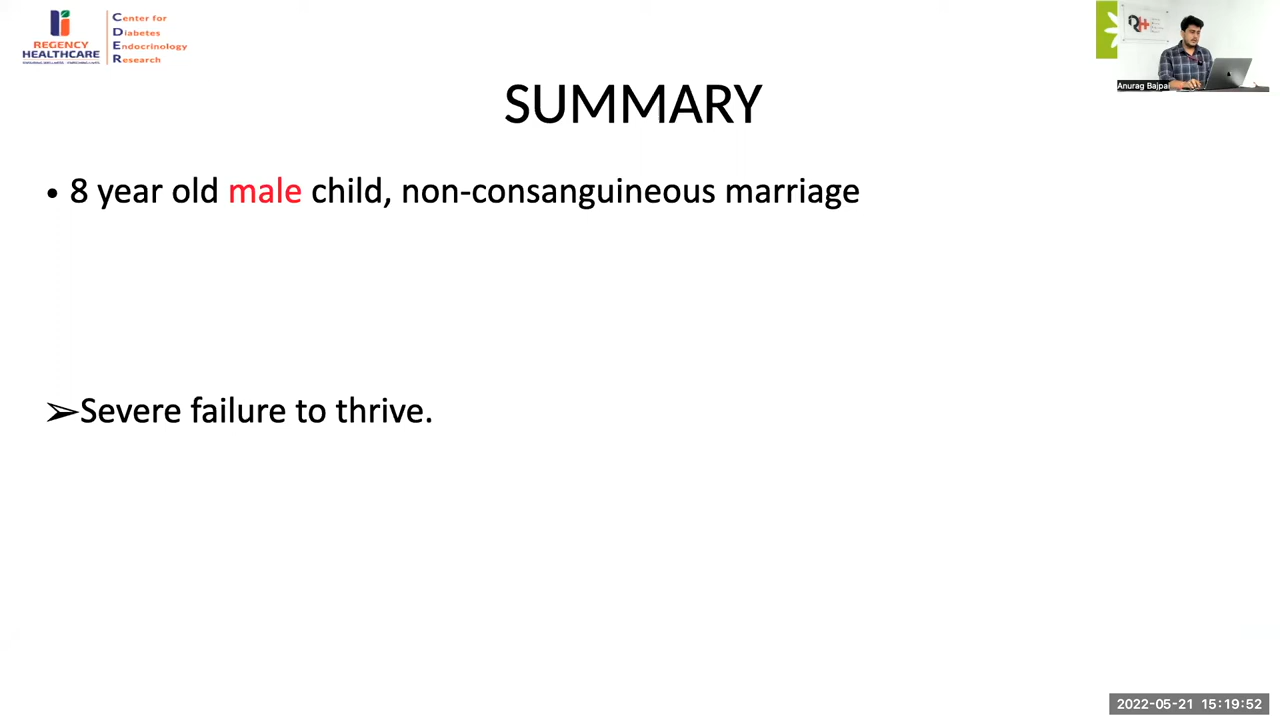 REGENCY
HEALTHCARE
Center for
Diabetes
Endocrinology
Research
RH+
Anurag Bajpai
SUMMARY
• 8 year old male child, non-consanguineous marriage
➢Severe failure to thrive.
2022-05-21 15:19:52